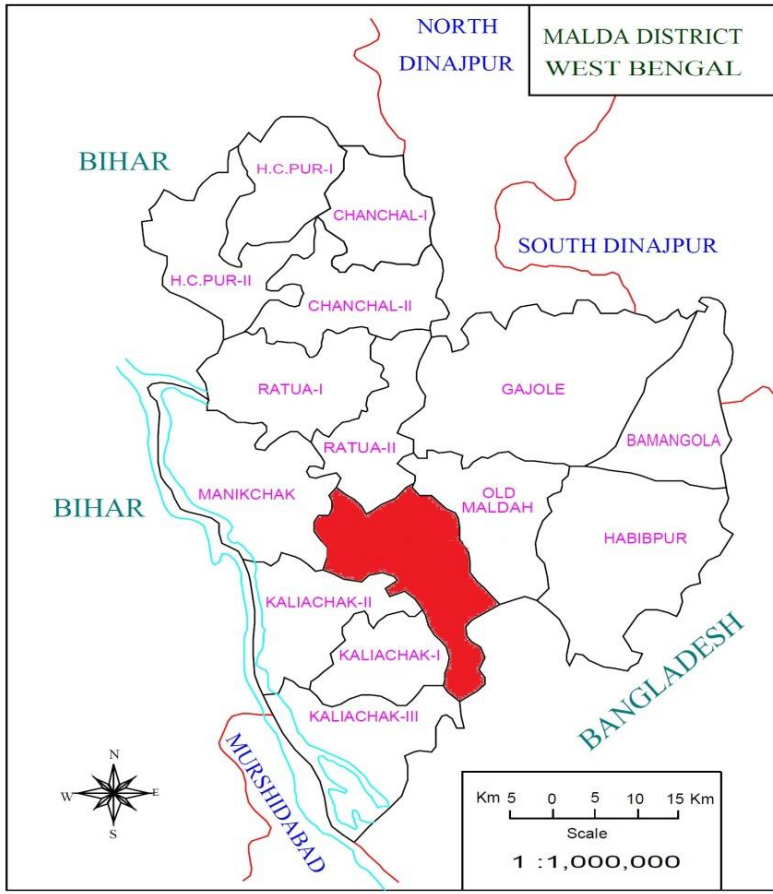 NORTH
DINAJPUR
MALDA DISTRICT
WEST BENGAL
BIHAR
H.C.PUR-I
CHANCHAL-I
SOUTH DINAJPUR
H.C.PUR-II
CHANCHAL-II
RATUA-I
GAJOLE
RATUA-II
BAMANGOLA
MANIKCHAK
OLD
MALDAH
BIHAR
HABIBPUR
KALIACHAK-II
KALIACHAK-I
BANGLADESH
KALIACHAK-III
MURSHIDABAD
N
W E
S
Km 5 0 5 10 15 Km
Scale
1 :1,000,000